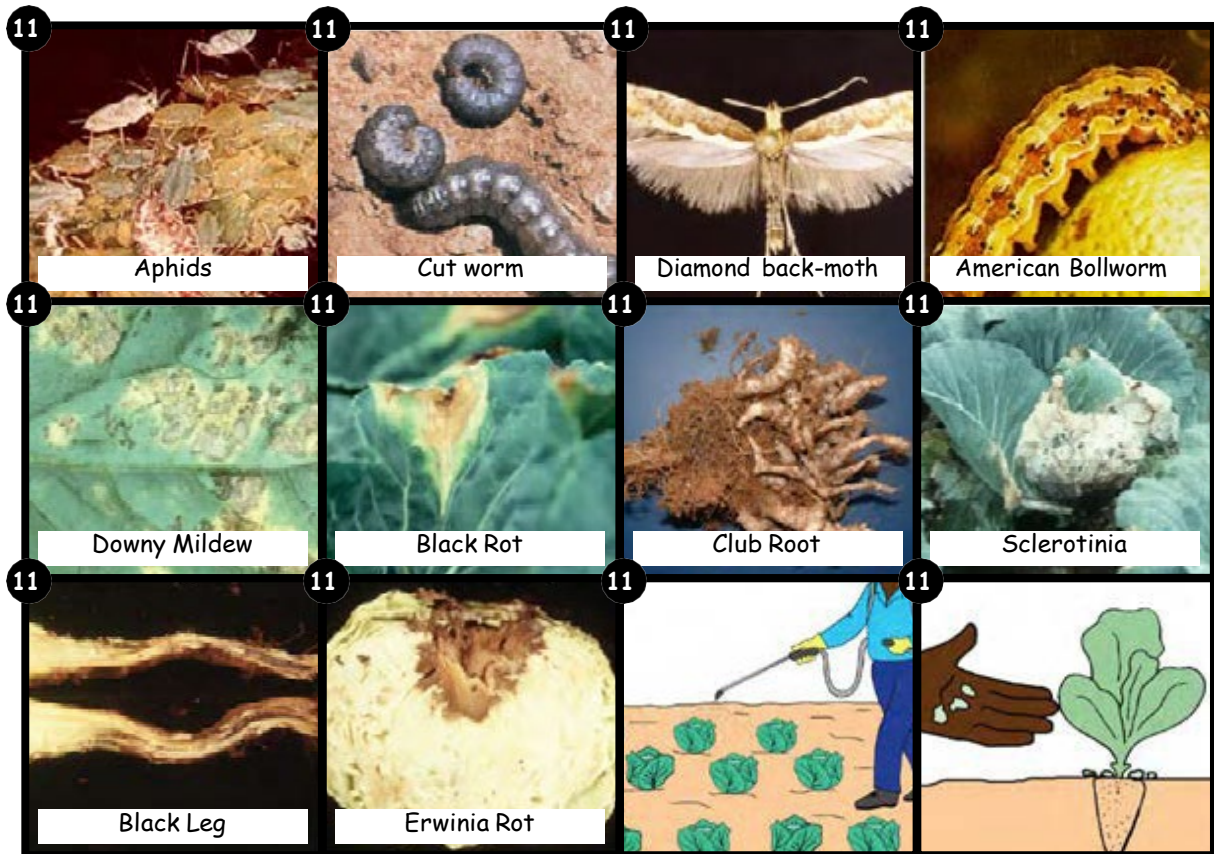 11 11 11 11
Aphids Cut worm Diamond back-moth American Bollworm
11 11 11 11
Downy Mildew Black Rot Club Root Sclerotinia
11 11 11 11
Black Leg Erwinia Rot